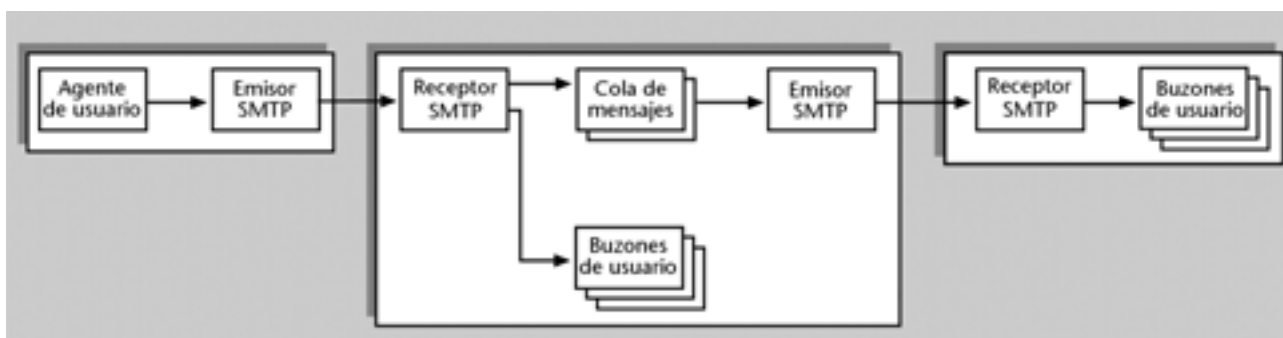 Agente
de usuario
Emisor
SMTP
Receptor
SMTP
Cola de
mensajes
Emisor
SMTP
Buzones
de usuario
Receptor
SMTP
Buzones
de usuario